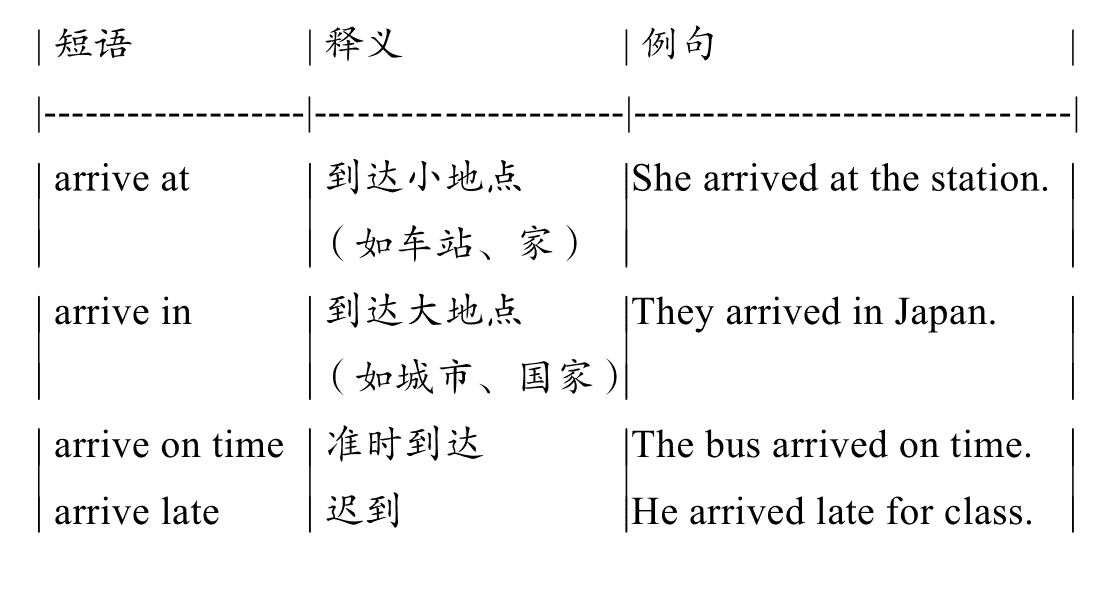 | 短语 | 释义 | 例句 |
|-------------------|----------------------|-------------------------------|
| arrive at | 到达小地点 |She arrived at the station. |
| | （如车站、家） | |
| arrive in | 到达大地点 |They arrived in Japan. |
| | （如城市、国家）| |
| arrive on time | 准时到达 |The bus arrived on time. |
| arrive late | 迟到 |He arrived late for class. |